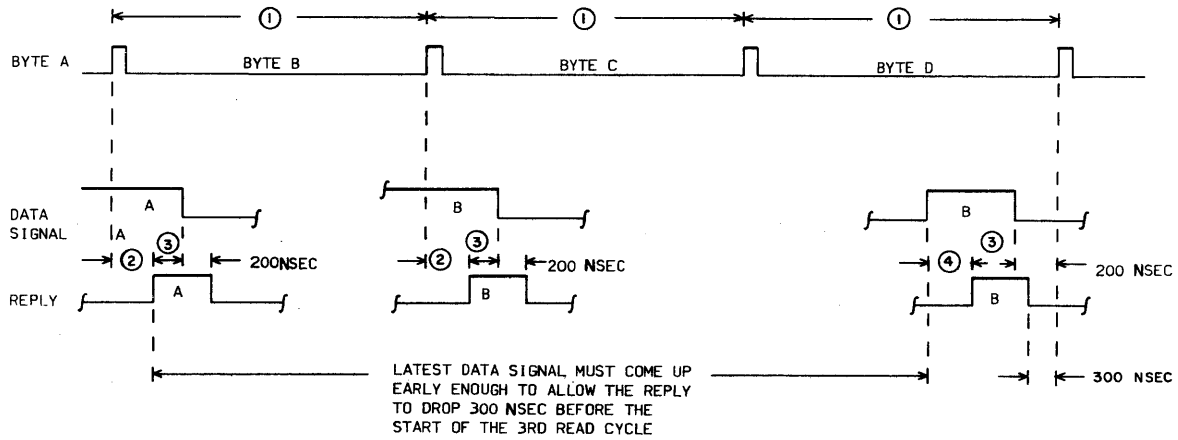 ① ① ①
BYTE A BYTE B BYTE C BYTE D
A B B
DATA
SIGNAL
A
② ③ 200NSEC ② ③ 200 NSEC ④ ③ 200 NSEC
REPLY A B B
LATEST DATA SIGNAL MUST COME UP
EARLY ENOUGH TO ALLOW THE REPLY
TO DROP 300 NSEC BEFORE THE
START OF THE 3RD READ CYCLE
300 NSEC